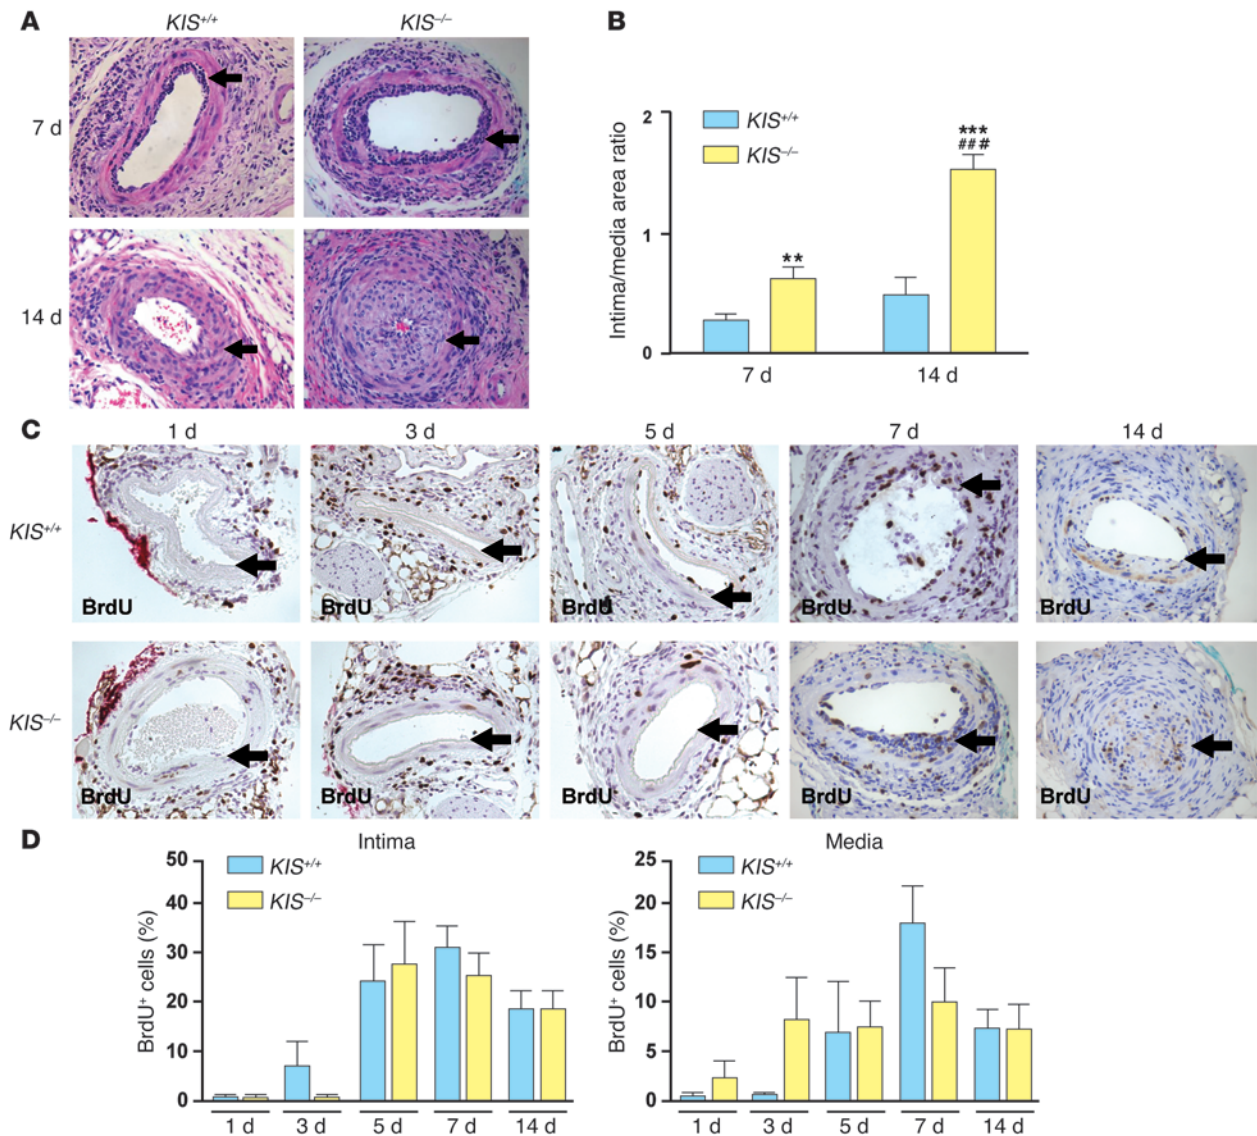 A
KIS+/+
KIS–/–
7 d
14 d
B
Intima/media area ratio
2
1
0
KIS+/+
KIS–/–
**
***
###
7 d
14 d
C
1 d
3 d
5 d
7 d
14 d
KIS+/+
BrdU
BrdU
BrdU
BrdU
BrdU
KIS–/–
BrdU
BrdU
BrdU
BrdU
BrdU
D
Intima
BrdU+ cells (%)
50
40
30
20
10
0
KIS+/+
KIS–/–
1 d
3 d
5 d
7 d
14 d
Media
BrdU+ cells (%)
25
20
15
10
5
0
KIS+/+
KIS–/–
1 d
3 d
5 d
7 d
14 d